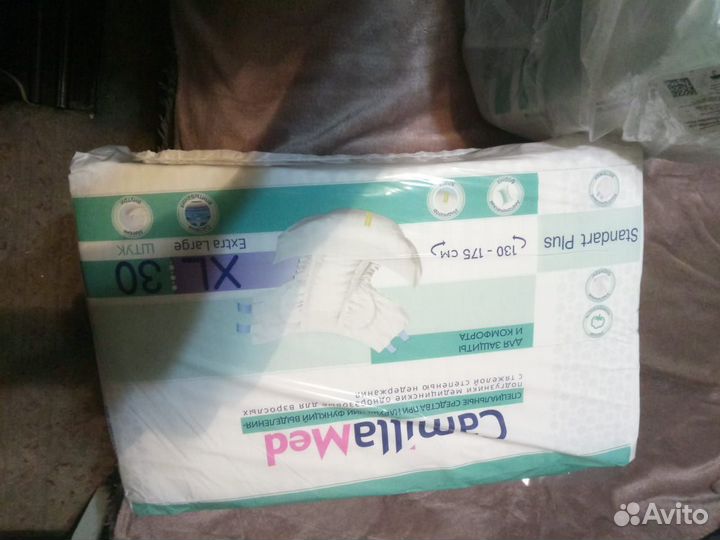 CamillaMed
СПЕЦИАЛЬНЫЕ СРЕДСТВА ПРИ НАРУШЕНИИ ФУНКЦИЙ ВЫДЕЛЕНИЯ
ПОДГУЗНИКИ МЕДИЦИНСКИЕ ОДНОРАЗОВЫЕ ДЛЯ ВЗРОСЛЫХ
С ТЯЖЕЛОЙ СТЕПЕНЬЮ НЕДЕРЖАНИЯ
ДЛЯ ЗАЩИТЫ
И КОМФОРТА
Standart Plus
130 - 175 СМ
XL
Extra Large
30
ШТУК
Avito